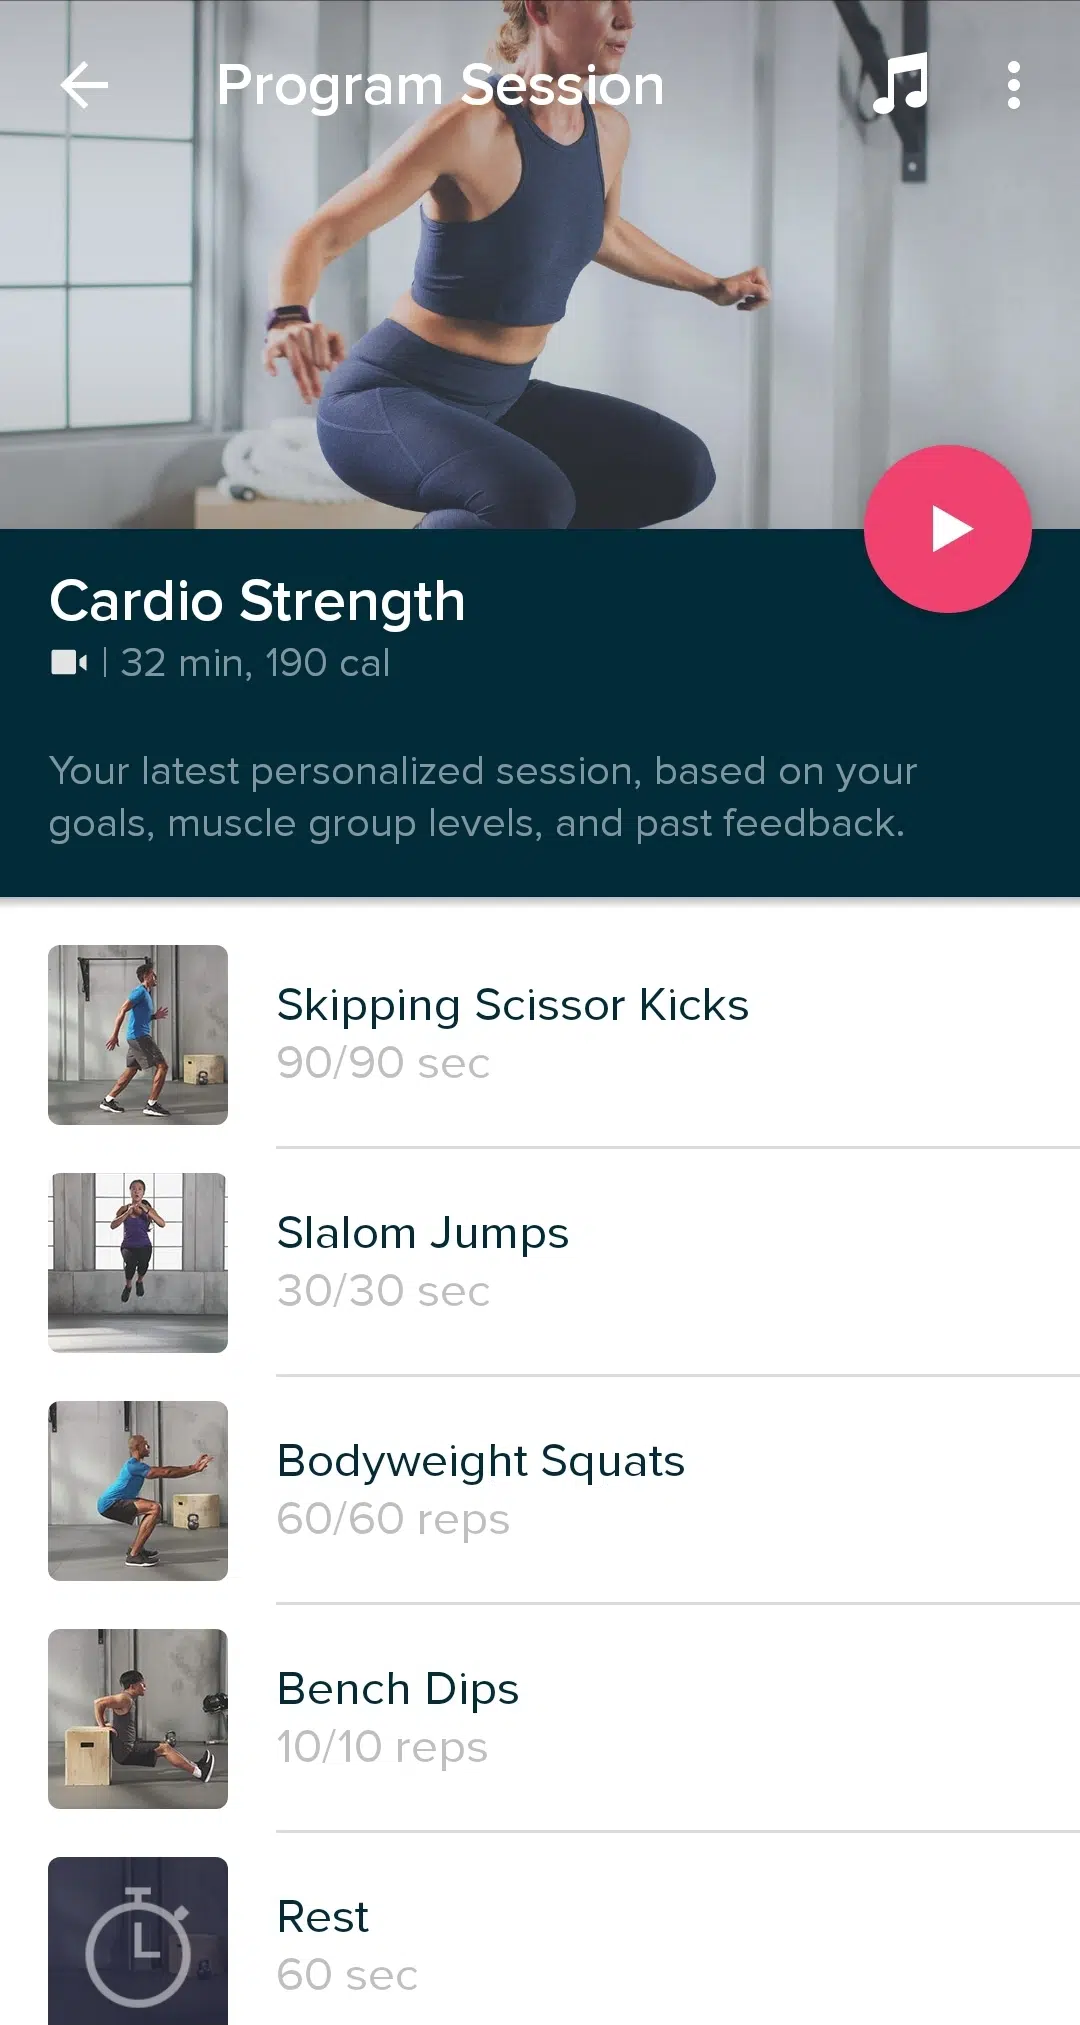 Program Session
Cardio Strength
| 32 min, 190 cal
Your latest personalized session, based on your
goals, muscle group levels, and past feedback.
Skipping Scissor Kicks
90/90 sec
Slalom Jumps
30/30 sec
Bodyweight Squats
60/60 reps
Bench Dips
10/10 reps
Rest
60 sec